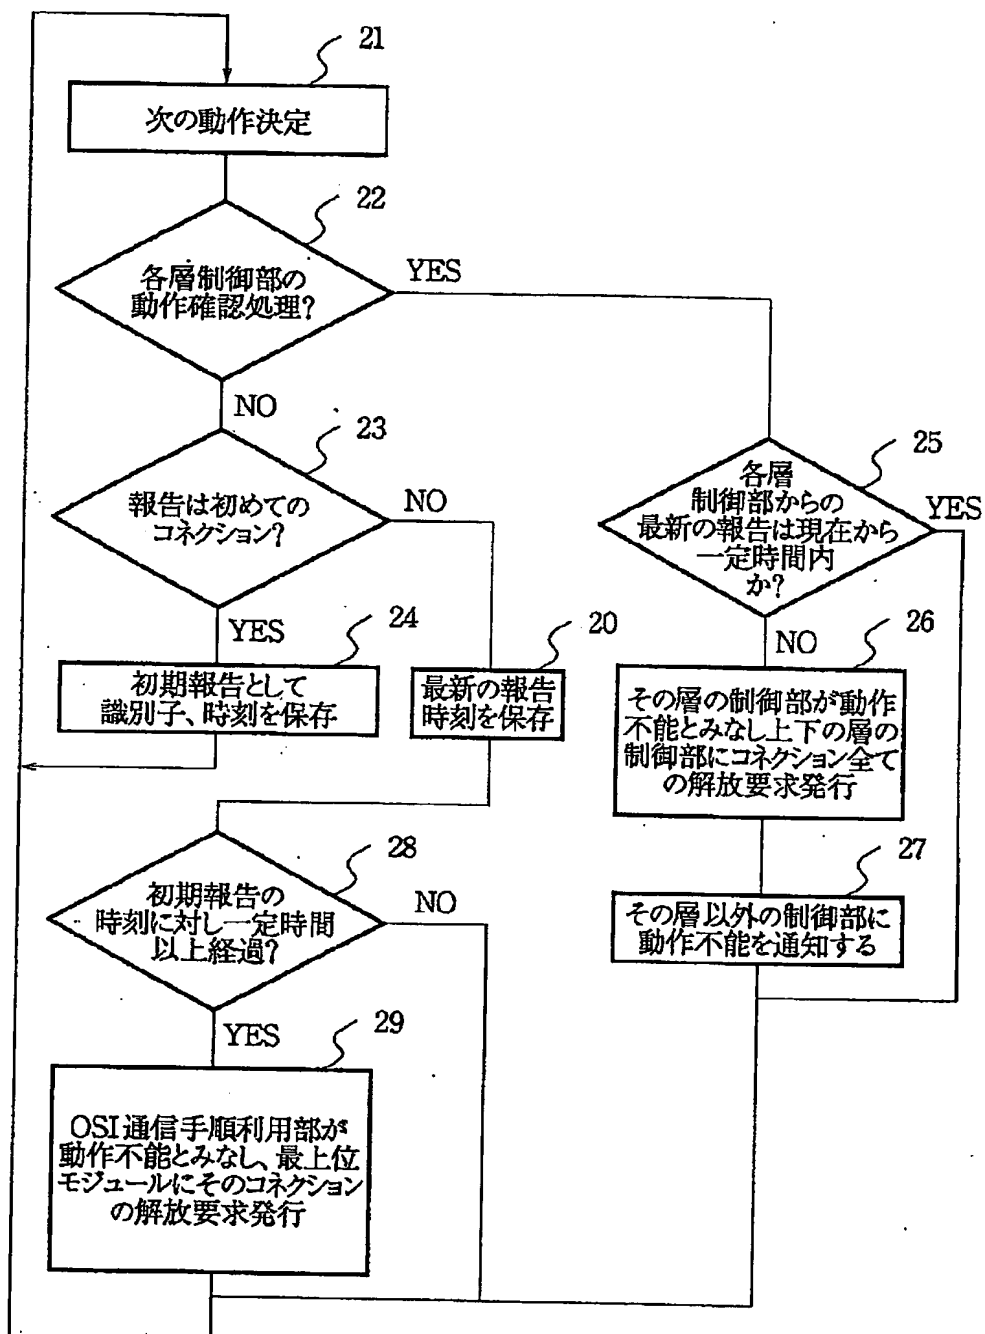 21
次の動作決定
22
各層制御部の
動作確認処理?
YES
NO
23
報告は初めての
コネクション?
NO
25
各層
制御部からの
最新の報告は現在から
一定時間内
か?
YES
YES
24
初期報告として
識別子、時刻を保存
20
最新の報告
時刻を保存
NO
26
その層の制御部が動作
不能とみなし上下の層の
制御部にコネクション全て
の解放要求発行
28
初期報告の
時刻に対し一定時間
以上経過?
NO
27
その層以外の制御部に
動作不能を通知する
YES
29
OSI通信手順利用部が
動作不能とみなし、最上位
モジュールにそのコネクション
の解放要求発行